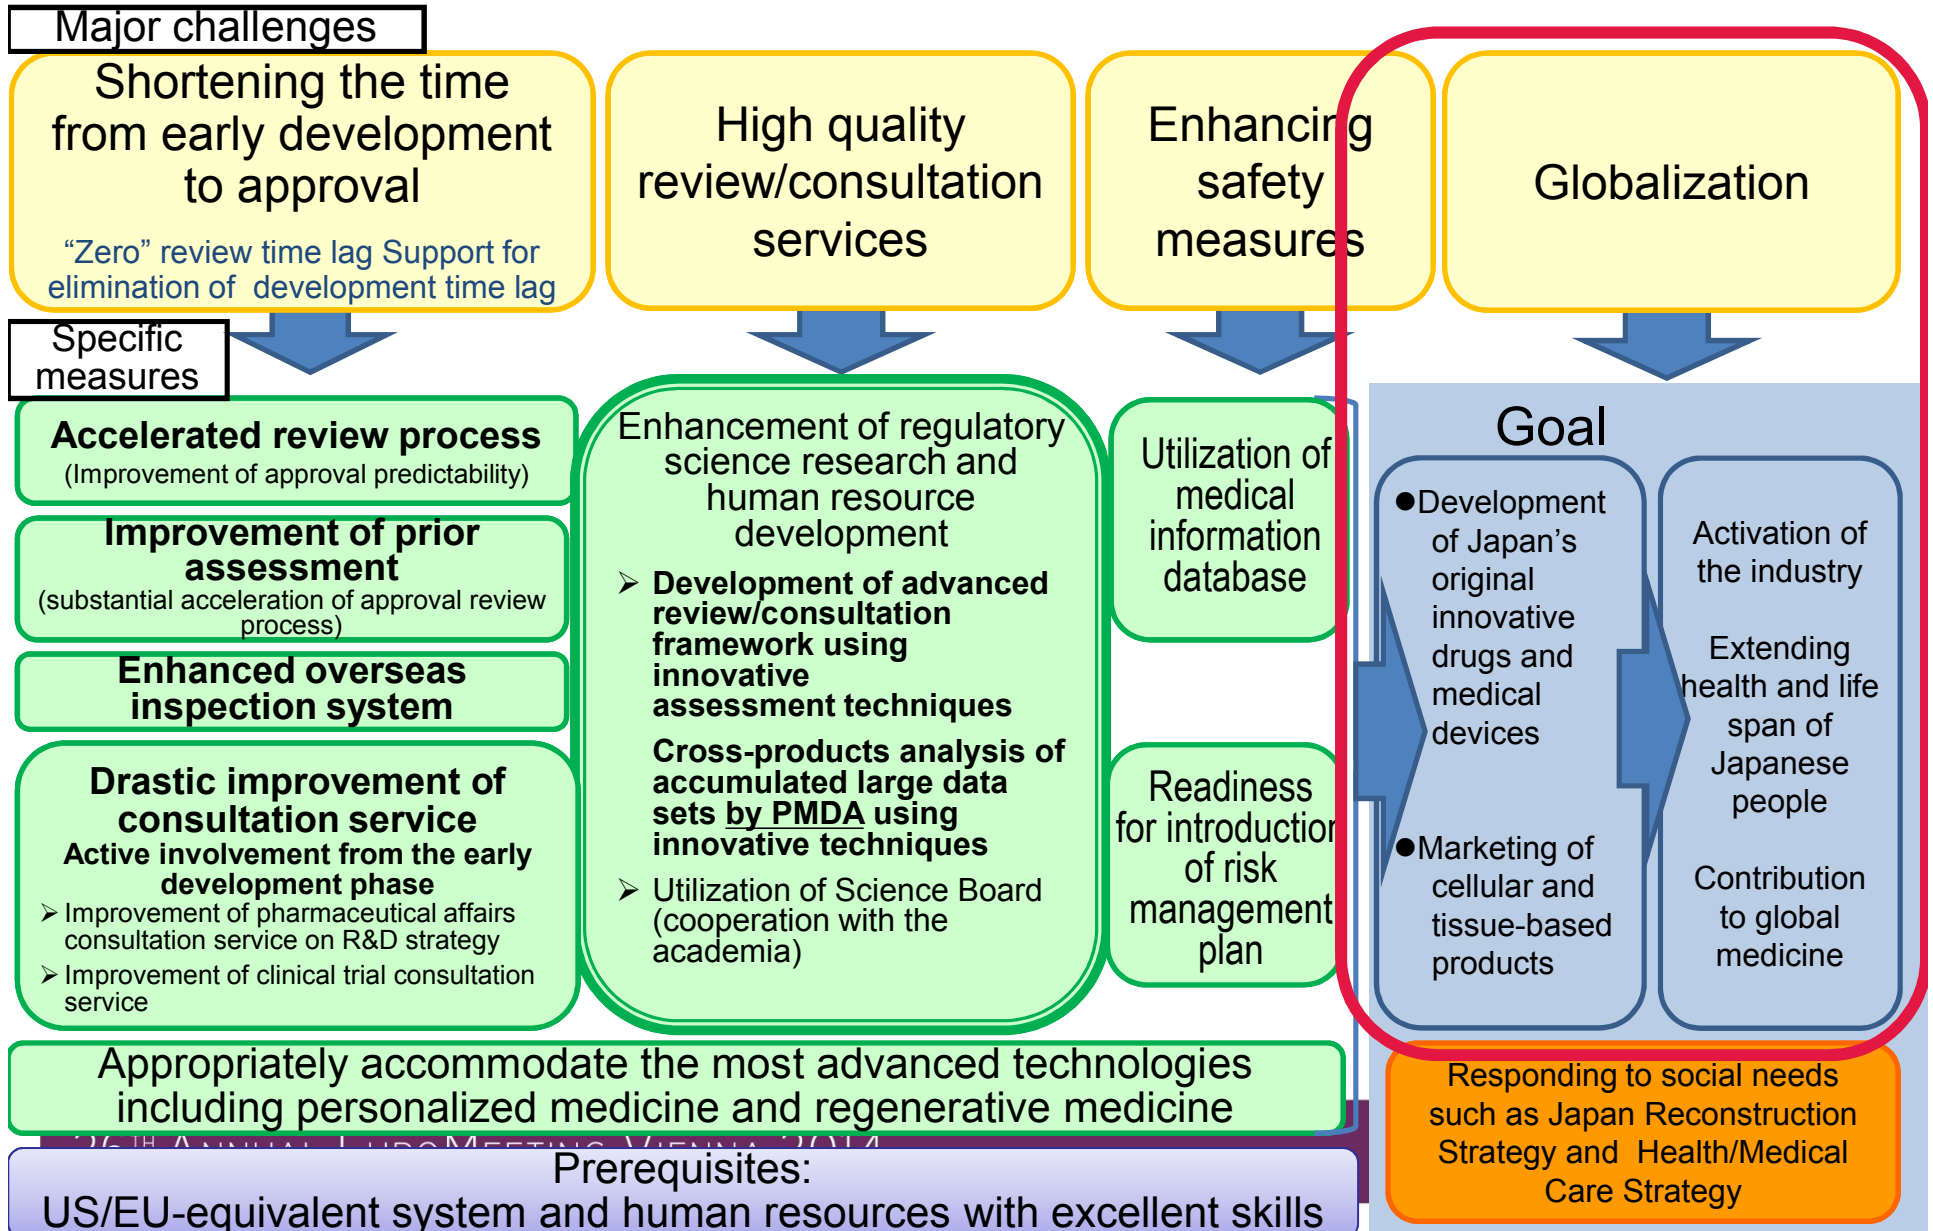 Major challenges
Shortening the time
from early development
to approval
“Zero” review time lag Support for
elimination of development time lag
High quality
review/consultation
services
Enhancing
safety
measures
Globalization
Specific
measures
Accelerated review process
(Improvement of approval predictability)
Improvement of prior
assessment
(substantial acceleration of approval review
process)
Enhanced overseas
inspection system
Drastic improvement of
consultation service
Active involvement from the early
development phase
➢ Improvement of pharmaceutical affairs
consultation service on R&D strategy
➢ Improvement of clinical trial consultation
service
Enhancement of regulatory
science research and
human resource
development
➢ Development of advanced
review/consultation
framework using
innovative
assessment techniques
Cross-products analysis of
accumulated large data
sets by PMDA using
innovative techniques
➢ Utilization of Science Board
(cooperation with the
academia)
Utilization of
medical
information
database
Readiness
for introduction
of risk
management
plan
Goal
●Development
of Japan’s
original
innovative
drugs and
medical
devices
●Marketing of
cellular and
tissue-based
products
Activation of
the industry
Extending
health and life
span of
Japanese
people
Contribution
to global
medicine
Appropriately accommodate the most advanced technologies
including personalized medicine and regenerative medicine
26TH ANNUAL EUROMEETING VIENNA 2014
Prerequisites:
US/EU-equivalent system and human resources with excellent skills
Responding to social needs
such as Japan Reconstruction
Strategy and Health/Medical
Care Strategy